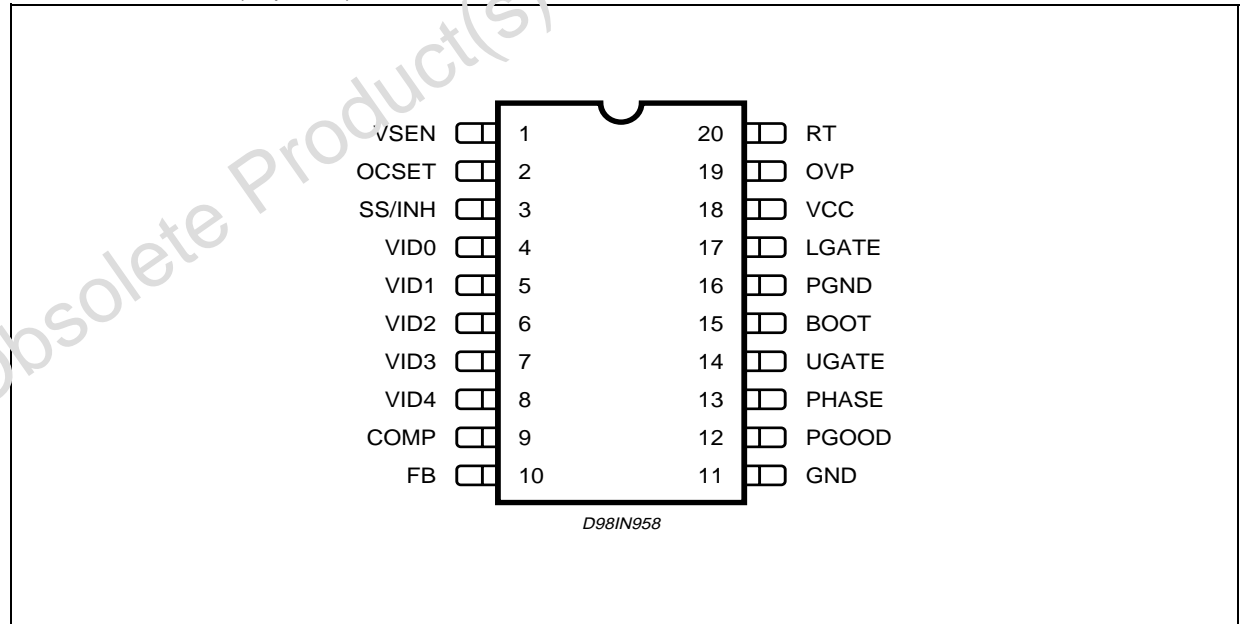 Obsolete Product(s)
VSEN 1 20 RT
OCSET 2 19 OVP
SS/INH 3 18 VCC
VID0 4 17 LGATE
VID1 5 16 PGND
VID2 6 15 BOOT
VID3 7 14 UGATE
VID4 8 13 PHASE
COMP 9 12 PGOOD
FB 10 11 GND
D98IN958